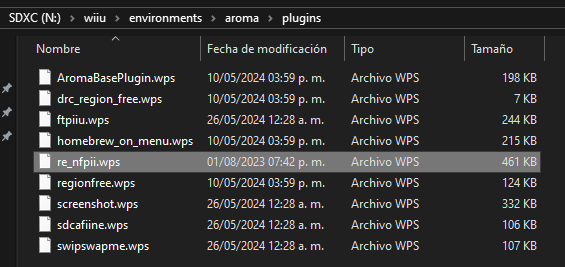 SDXC (N:) > wiiu > environments > aroma > plugins
Nombre Fecha de modificación Tipo Tamaño
AromaBasePlugin.wps 10/05/2024 03:59 p. m. Archivo WPS 198 KB
drc_region_free.wps 10/05/2024 03:59 p. m. Archivo WPS 7 KB
ftpiiu.wps 26/05/2024 12:28 a. m. Archivo WPS 244 KB
homebrew_on_menu.wps 10/05/2024 03:59 p. m. Archivo WPS 215 KB
re_nfpii.wps 01/08/2023 07:42 p. m. Archivo WPS 461 KB
regionfree.wps 10/05/2024 03:59 p. m. Archivo WPS 124 KB
screenshot.wps 26/05/2024 12:28 a. m. Archivo WPS 332 KB
sdcafiine.wps 26/05/2024 12:28 a. m. Archivo WPS 106 KB
swipswapme.wps 26/05/2024 12:28 a. m. Archivo WPS 107 KB